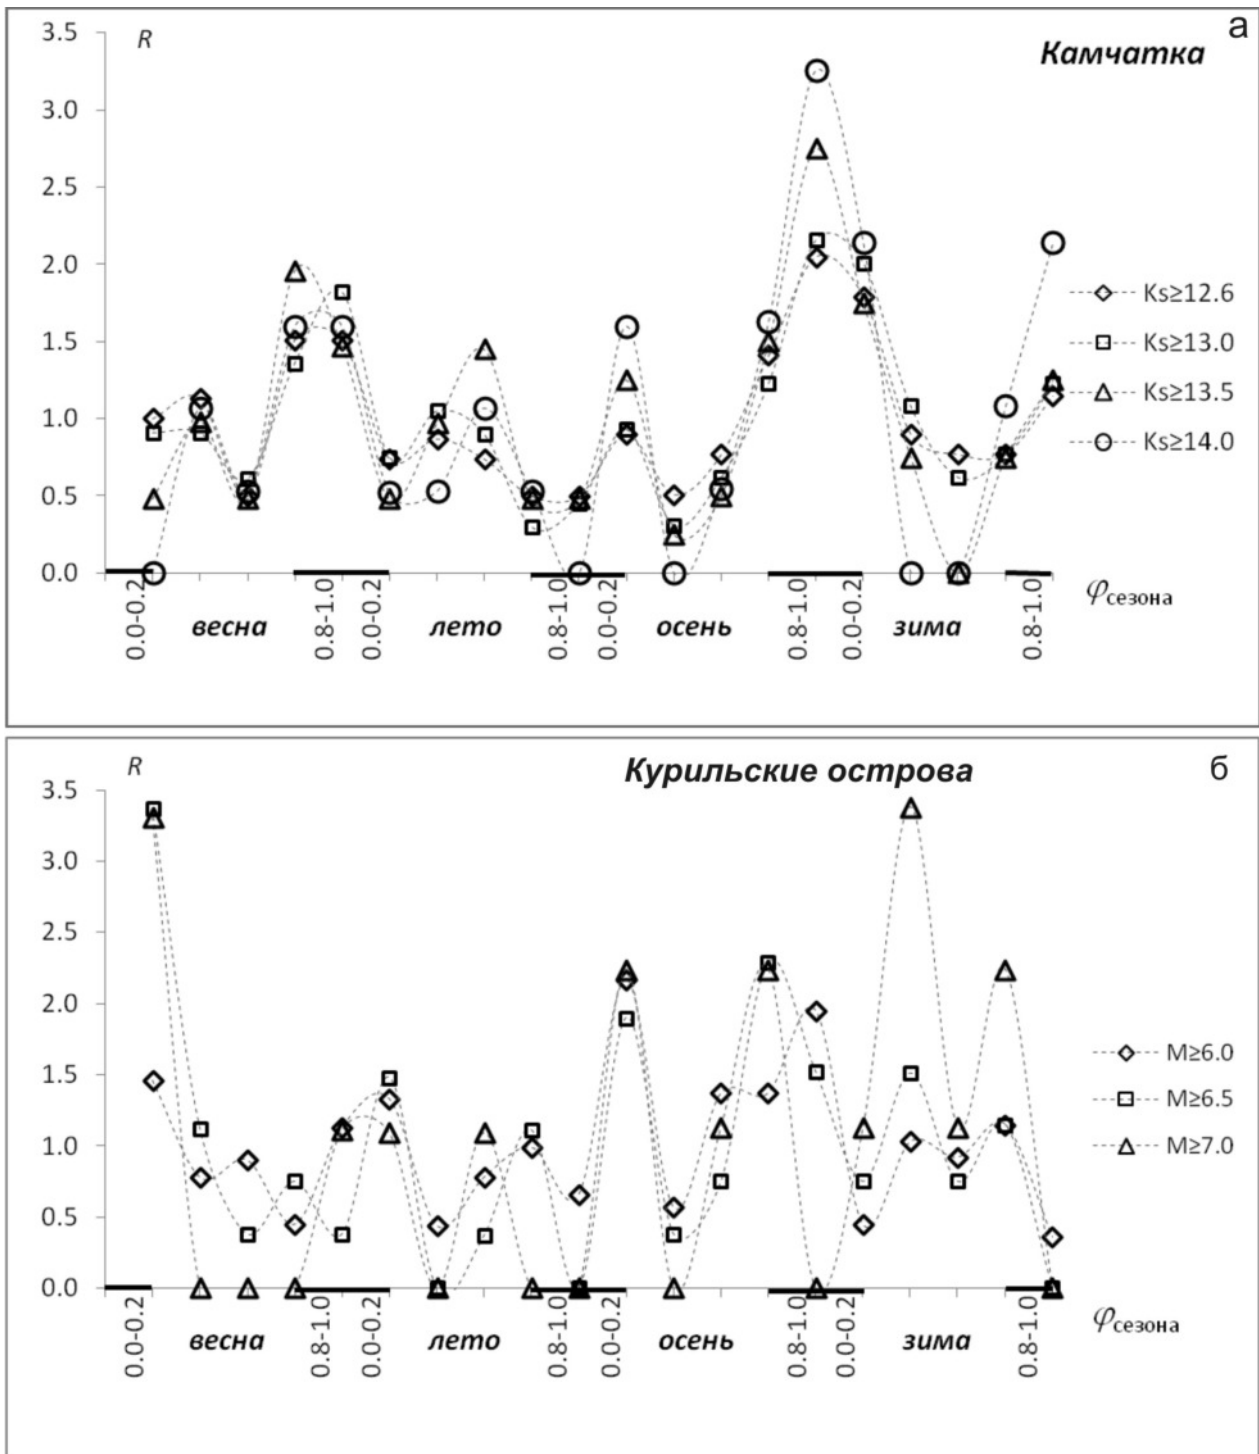 а
R
Камчатка
3.5
3.0
2.5
2.0
1.5
1.0
0.5
0.0
Ks≥12.6
Ks≥13.0
Ks≥13.5
Ks≥14.0
φсезона
0.0-0.2
весна
0.8-1.0
0.0-0.2
лето
0.8-1.0
0.0-0.2
осень
0.8-1.0
0.0-0.2
зима
0.8-1.0
б
R
Курильские острова
3.5
3.0
2.5
2.0
1.5
1.0
0.5
0.0
M≥6.0
M≥6.5
M≥7.0
φсезона
0.0-0.2
весна
0.8-1.0
0.0-0.2
лето
0.8-1.0
0.0-0.2
осень
0.8-1.0
0.0-0.2
зима
0.8-1.0